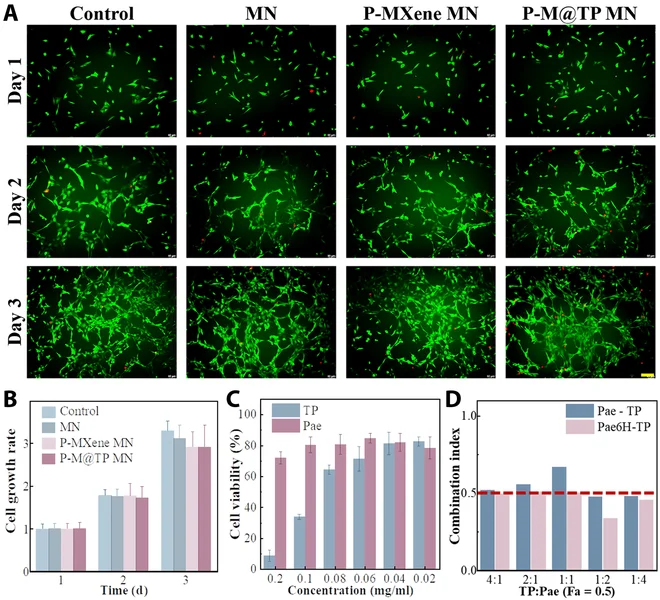 A
Control MN P-MXene MN P-M@TP MN
Day 1
Day 2
Day 3
B
Control
MN
P-MXene MN
P-M@TP MN
Cell growth rate
3
2
1
0
1 2 3
Time (d)
C
TP
Pae
Cell viability (%)
100
80
60
40
20
0
0.2 0.1 0.08 0.06 0.04 0.02
Concentration (mg/ml)
D
Pae - TP
Pae6H-TP
Combination index
1.0
0.5
0.0
4:1 2:1 1:1 1:2 1:4
TP:Pae (Fa = 0.5)